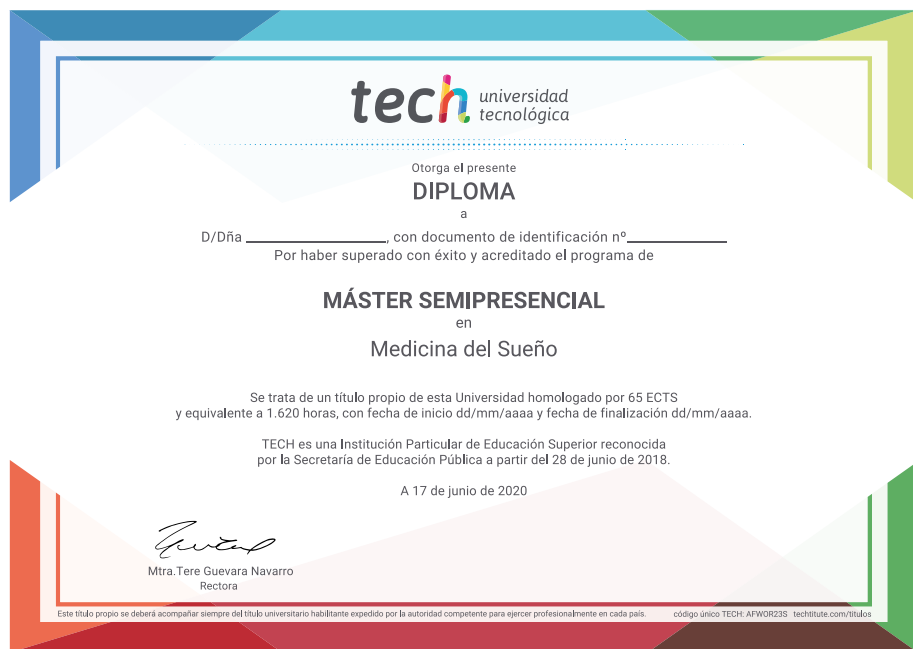 tech universidad
tecnológica
Otorga el presente
DIPLOMA
a
D/Dña ____________, con documento de identificación nº____________
Por haber superado con éxito y acreditado el programa de
MÁSTER SEMIPRESENCIAL
en
Medicina del Sueño
Se trata de un título propio de esta Universidad homologado por 65 ECTS
y equivalente a 1.620 horas, con fecha de inicio dd/mm/aaaa y fecha de finalización dd/mm/aaaa.
TECH es una Institución Particular de Educación Superior reconocida
por la Secretaría de Educación Pública a partir del 28 de junio de 2018.
A 17 de junio de 2020
Mtra.Tere Guevara Navarro
Rectora
Este título propio se deberá acompañar siempre del título universitario habilitante expedido por la autoridad competente para ejercer profesionalmente en cada país. código único TECH: AFWOR23S techtitute.com/titulos